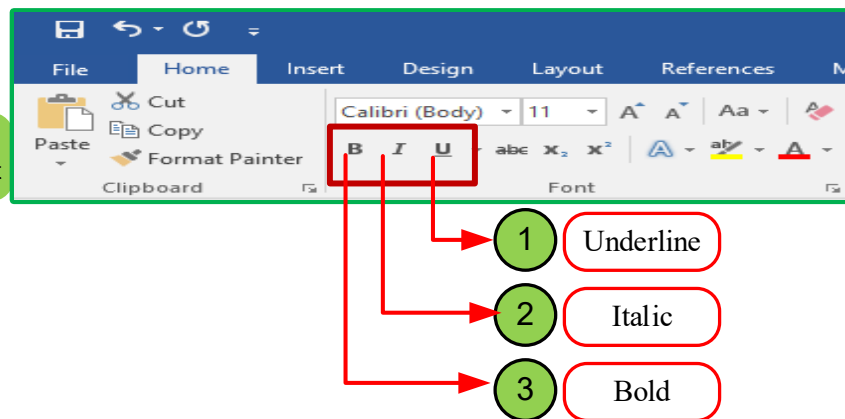 File Home Insert Design Layout References M
Cut
Calibri (Body) 11 A A Aa
Copy
Paste
B I U abc x₂ x² A ab A
Format Painter
Clipboard
Font
1 Underline
2 Italic
3 Bold